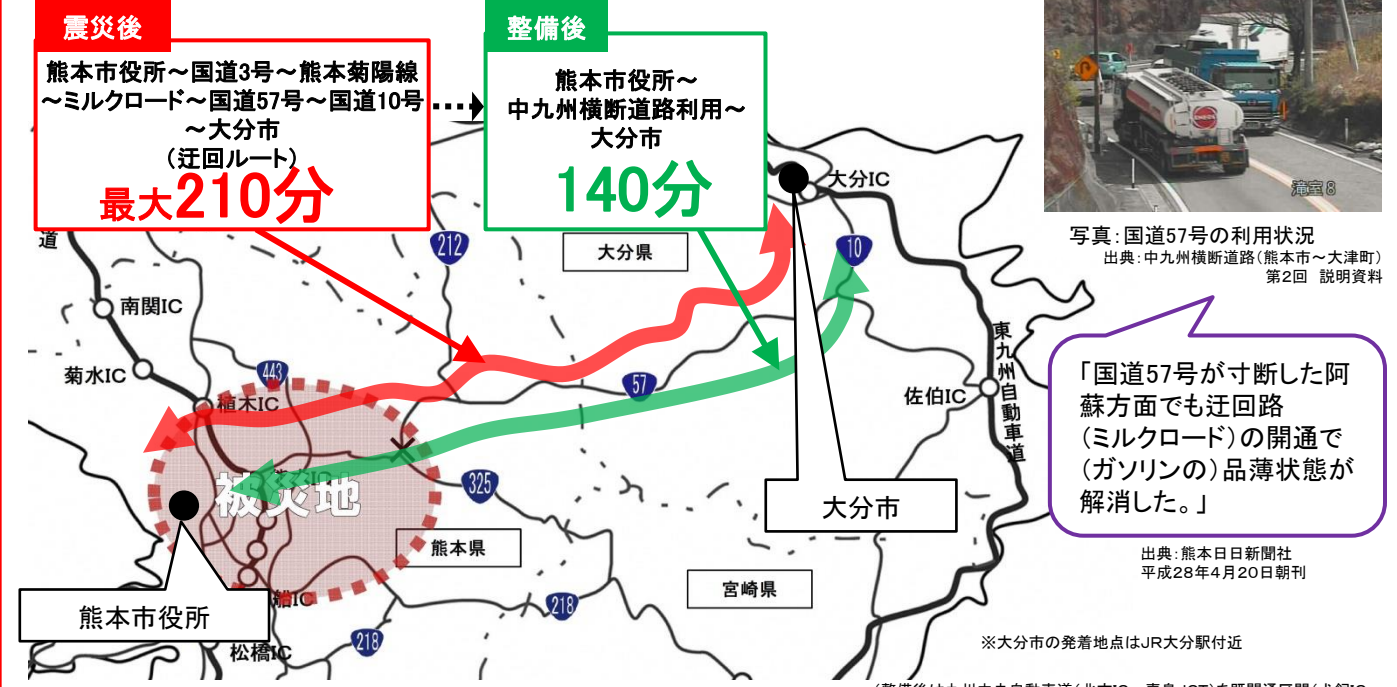 震災後
熊本市役所～国道3号～熊本菊陽線
～ミルクロード～国道57号～国道10号
～大分市
(迂回ルート)
最大210分
整備後
熊本市役所～
中九州横断道路利用～
大分市
140分
滝室8
写真:国道57号の利用状況
出典:中九州横断道路(熊本市～大津町)
第2回 説明資料
「国道57号が寸断した阿
蘇方面でも迂回路
(ミルクロード)の開通で
(ガソリンの)品薄状態が
解消した。」
出典:熊本日日新聞社
平成28年4月20日朝刊
道
南関IC
菊水IC
植木IC
443
212
大分県
大分IC
10
57
東九州自動車道
佐伯IC
325
被災地
大分市
熊本県
宮崎県
熊本市役所
船IC
218
218
松橋IC
※大分市の発着地点はJR大分駅付近